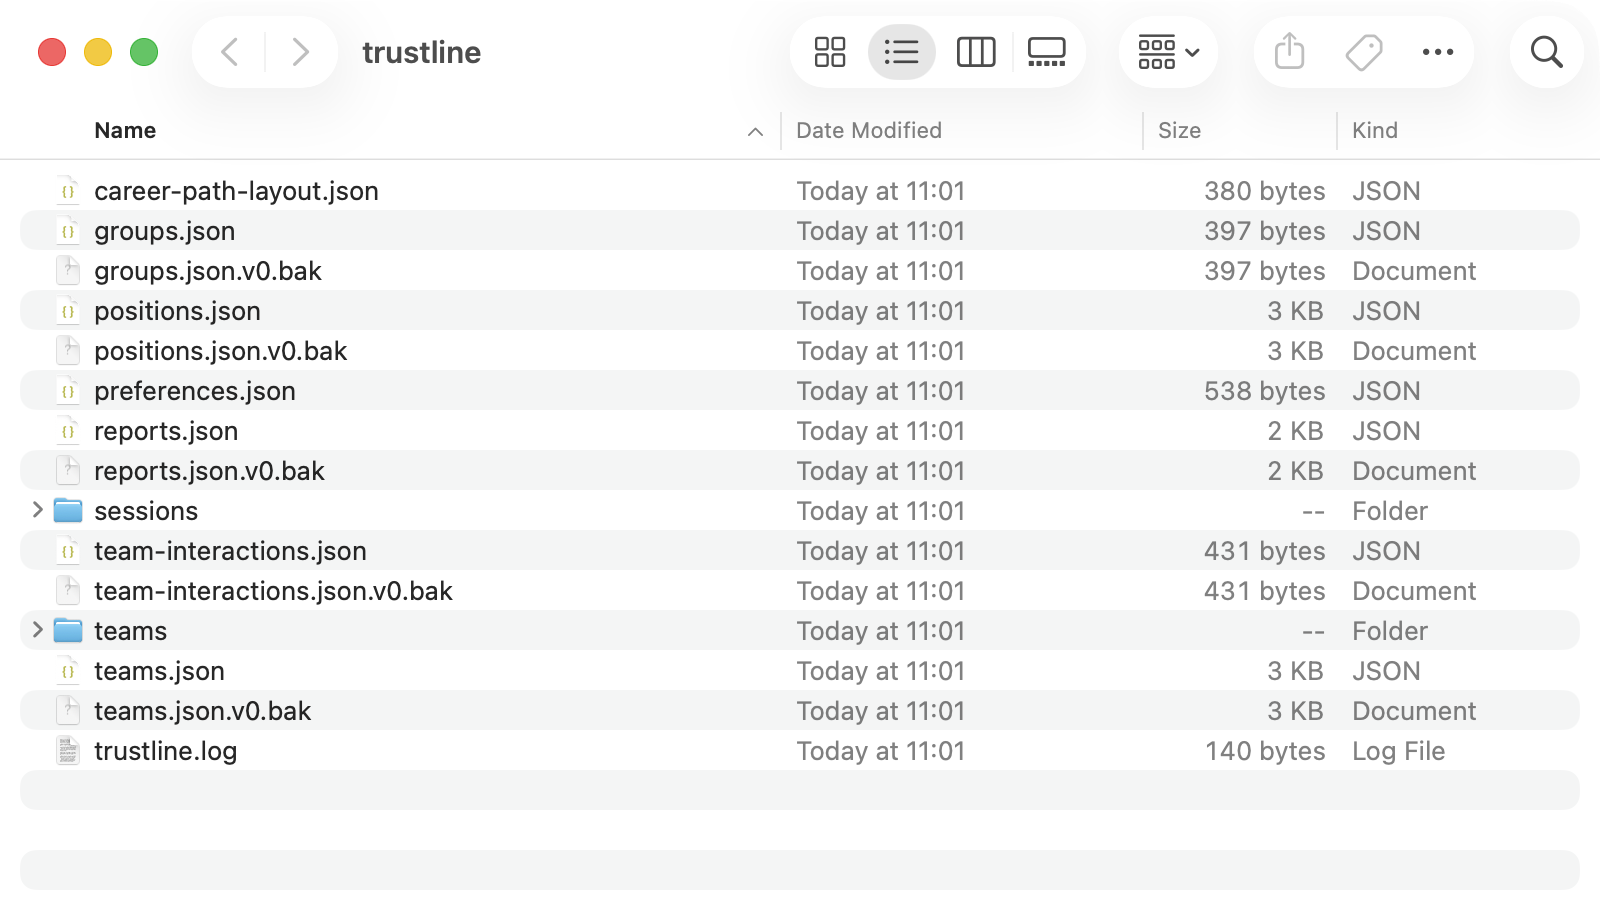 trustline
Name Date Modified Size Kind
career-path-layout.json Today at 11:01 380 bytes JSON
groups.json Today at 11:01 397 bytes JSON
groups.json.v0.bak Today at 11:01 397 bytes Document
positions.json Today at 11:01 3 KB JSON
positions.json.v0.bak Today at 11:01 3 KB Document
preferences.json Today at 11:01 538 bytes JSON
reports.json Today at 11:01 2 KB JSON
reports.json.v0.bak Today at 11:01 2 KB Document
sessions Today at 11:01 -- Folder
team-interactions.json Today at 11:01 431 bytes JSON
team-interactions.json.v0.bak Today at 11:01 431 bytes Document
teams Today at 11:01 -- Folder
teams.json Today at 11:01 3 KB JSON
teams.json.v0.bak Today at 11:01 3 KB Document
trustline.log Today at 11:01 140 bytes Log File